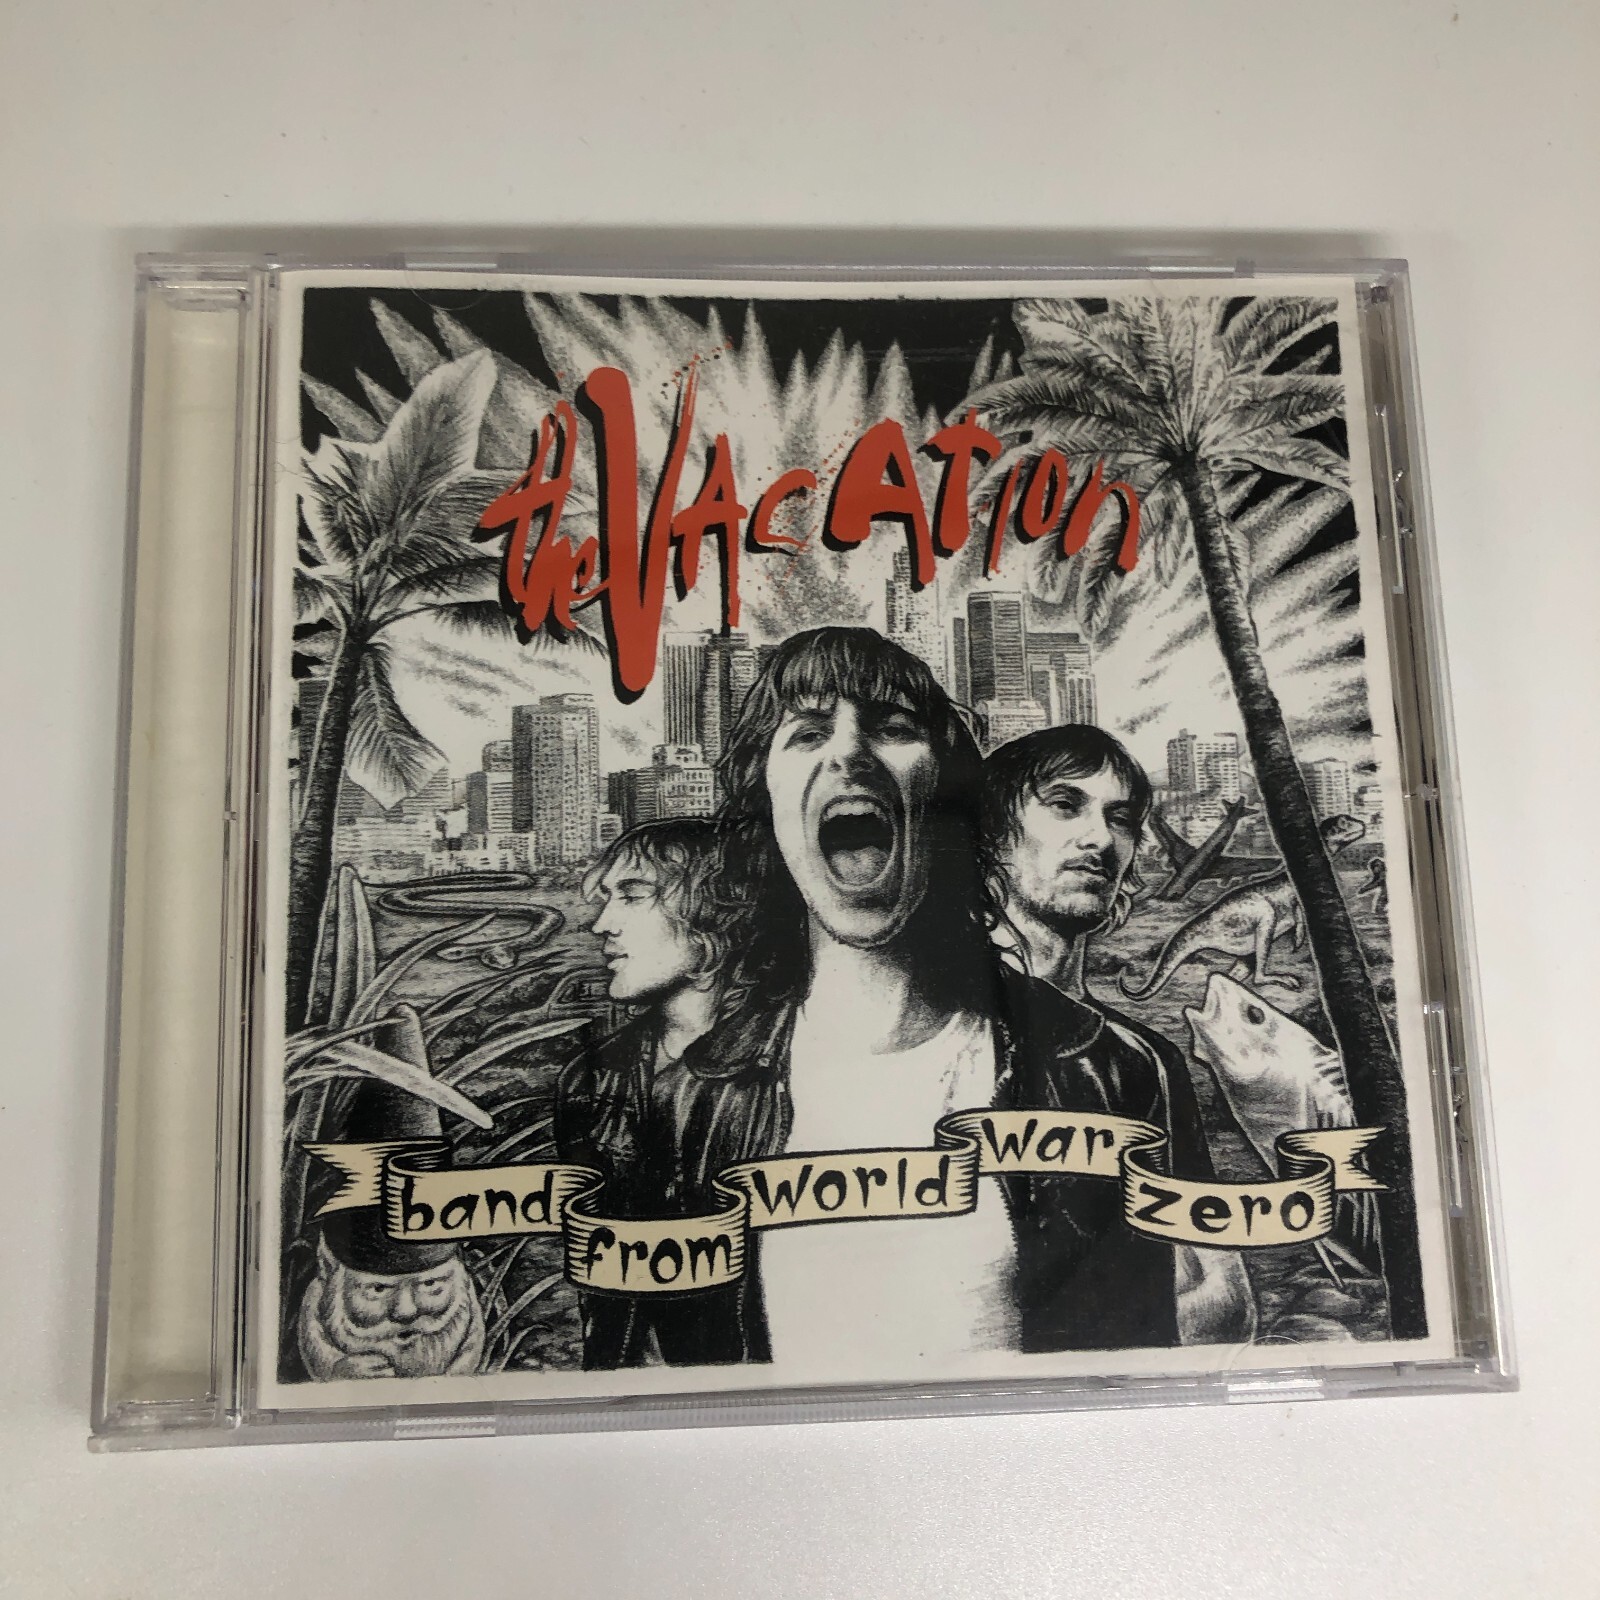 the VACATion
band from world war zero